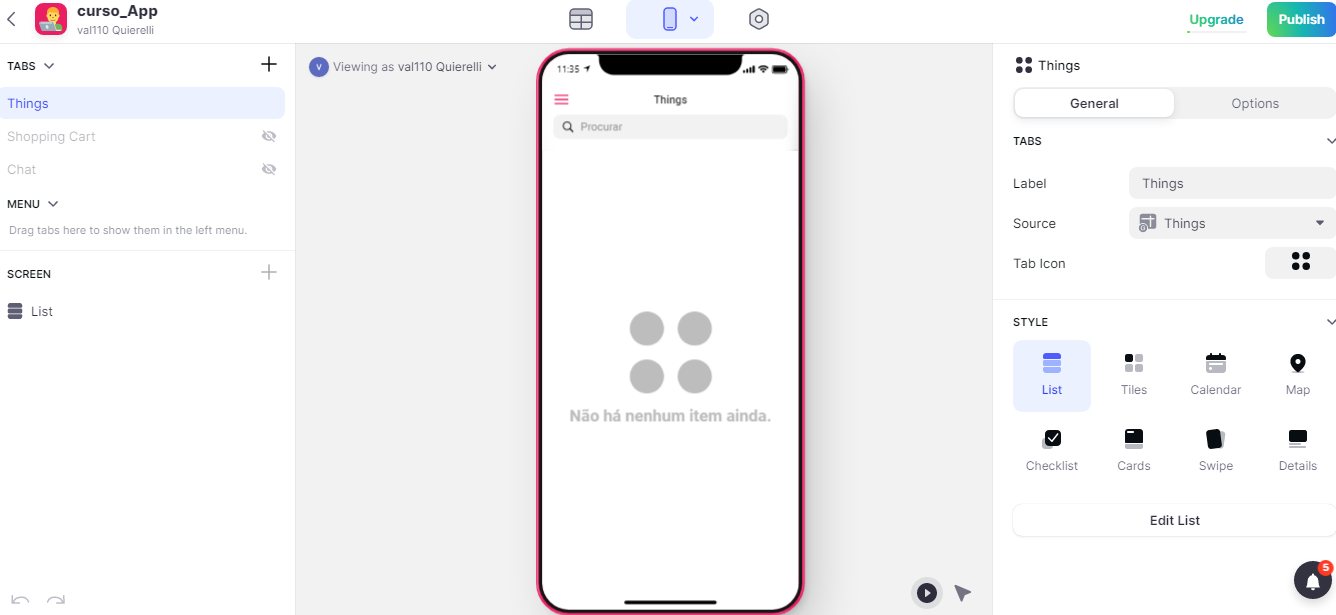 curso_App
val110 Quierelli
Upgrade
Publish
TABS
Things
Shopping Cart
Chat
MENU
Drag tabs here to show them in the left menu.
SCREEN
List
V Viewing as val110 Quierelli
11:35
Things
Procurar
Não há nenhum item ainda.
Things
General Options
TABS
Label Things
Source Things
Tab Icon
STYLE
List Tiles Calendar Map
Checklist Cards Swipe Details
Edit List
5